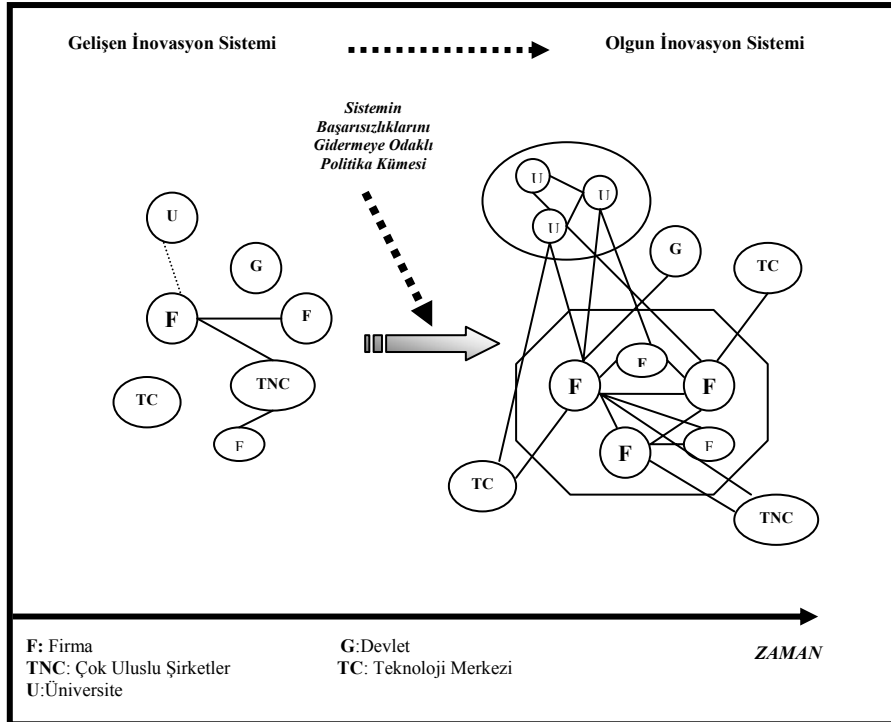 Gelişen İnovasyon Sistemi
Olgun İnovasyon Sistemi
Sistemin
Başarısızlıklarını
Gidermeye Odaklı
Politika Kümesi
U
G
F
F
TNC
TC
F
U
U
U
G
TC
F
F
F
F
F
TC
TNC
F: Firma
TNC: Çok Uluslu Şirketler
U:Üniversite
G:Devlet
TC: Teknoloji Merkezi
ZAMAN